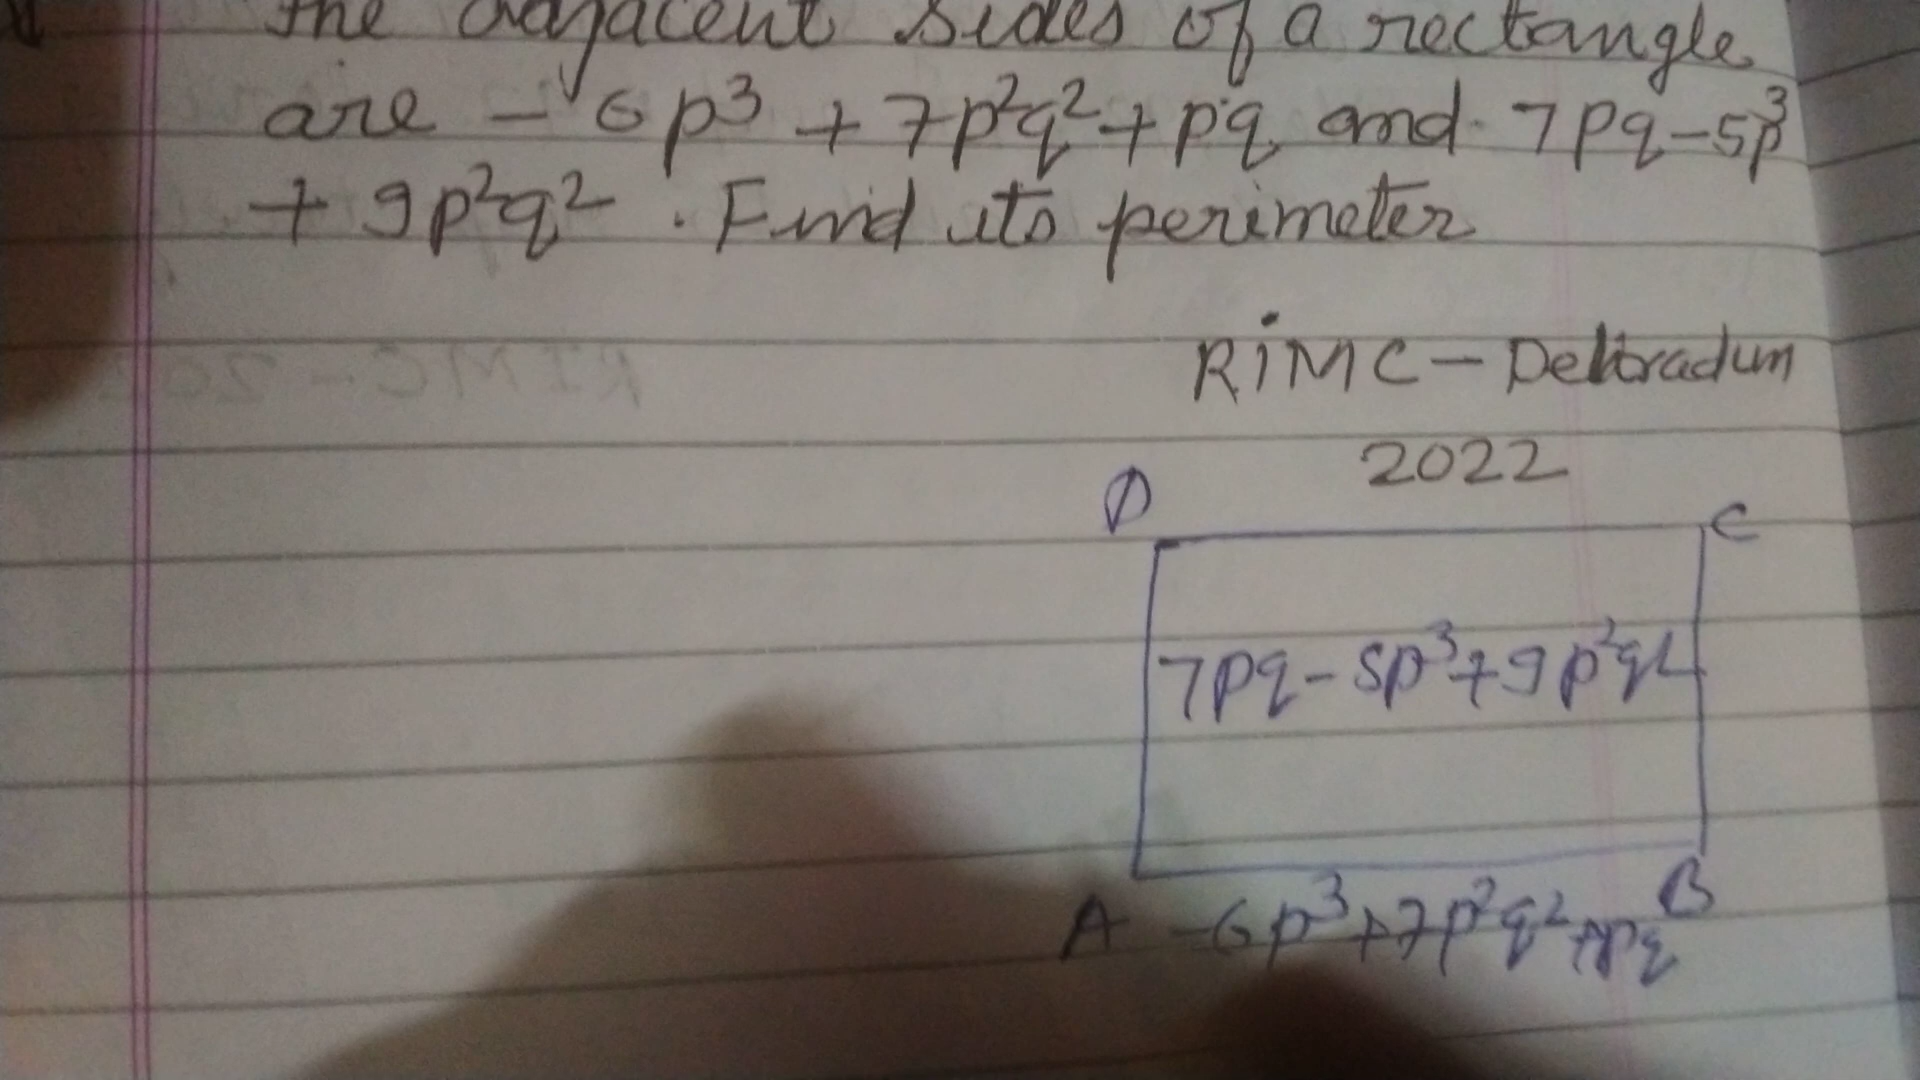 the adjacent sides of a rectangle
are - 6p³ + 7p²q² + pq and 7pq - 5p³
+ 9p²q² . Find its perimeter
RIMC - Dehradun
2022
D
C
7pq - 5p³ + 9p²q²
A
B
-6p³ + 7p²q² + pq